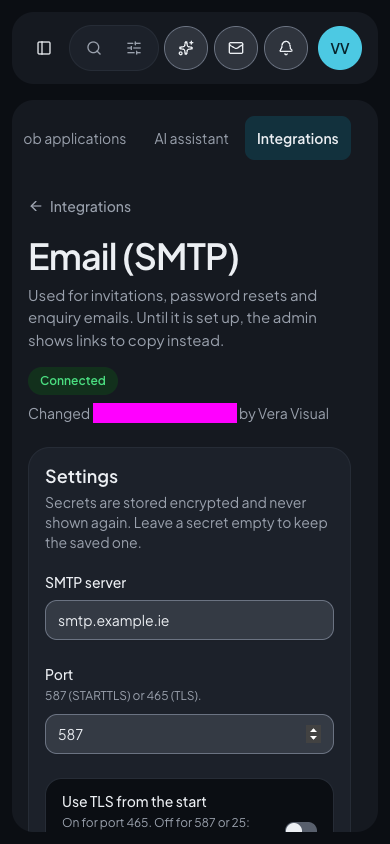 VV
ob applications
AI assistant
Integrations
Integrations
Email (SMTP)
Used for invitations, password resets and
enquiry emails. Until it is set up, the admin
shows links to copy instead.
Connected
Changed by Vera Visual
Settings
Secrets are stored encrypted and never
shown again. Leave a secret empty to keep
the saved one.
SMTP server
smtp.example.ie
Port
587 (STARTTLS) or 465 (TLS).
587
Use TLS from the start
On for port 465. Off for 587 or 25: